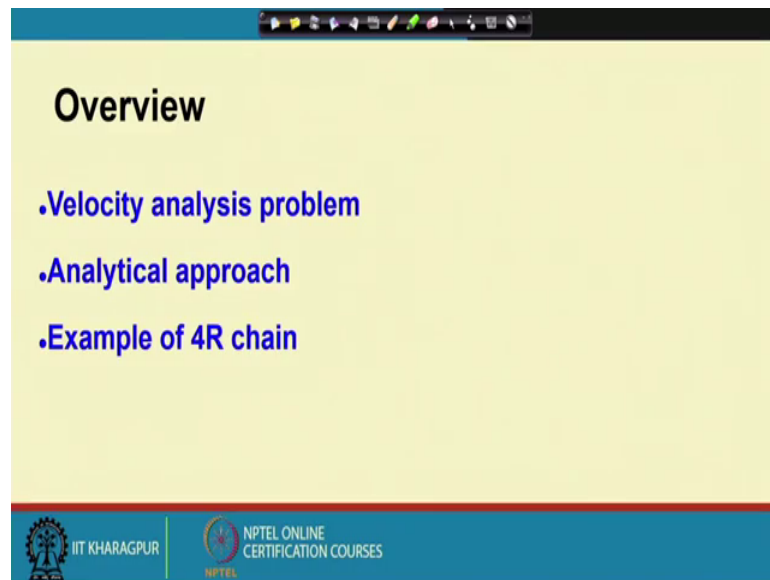 Overview
•Velocity analysis problem
•Analytical approach
•Example of 4R chain
IIT KHARAGPUR
NPTEL
NPTEL ONLINE
CERTIFICATION COURSES